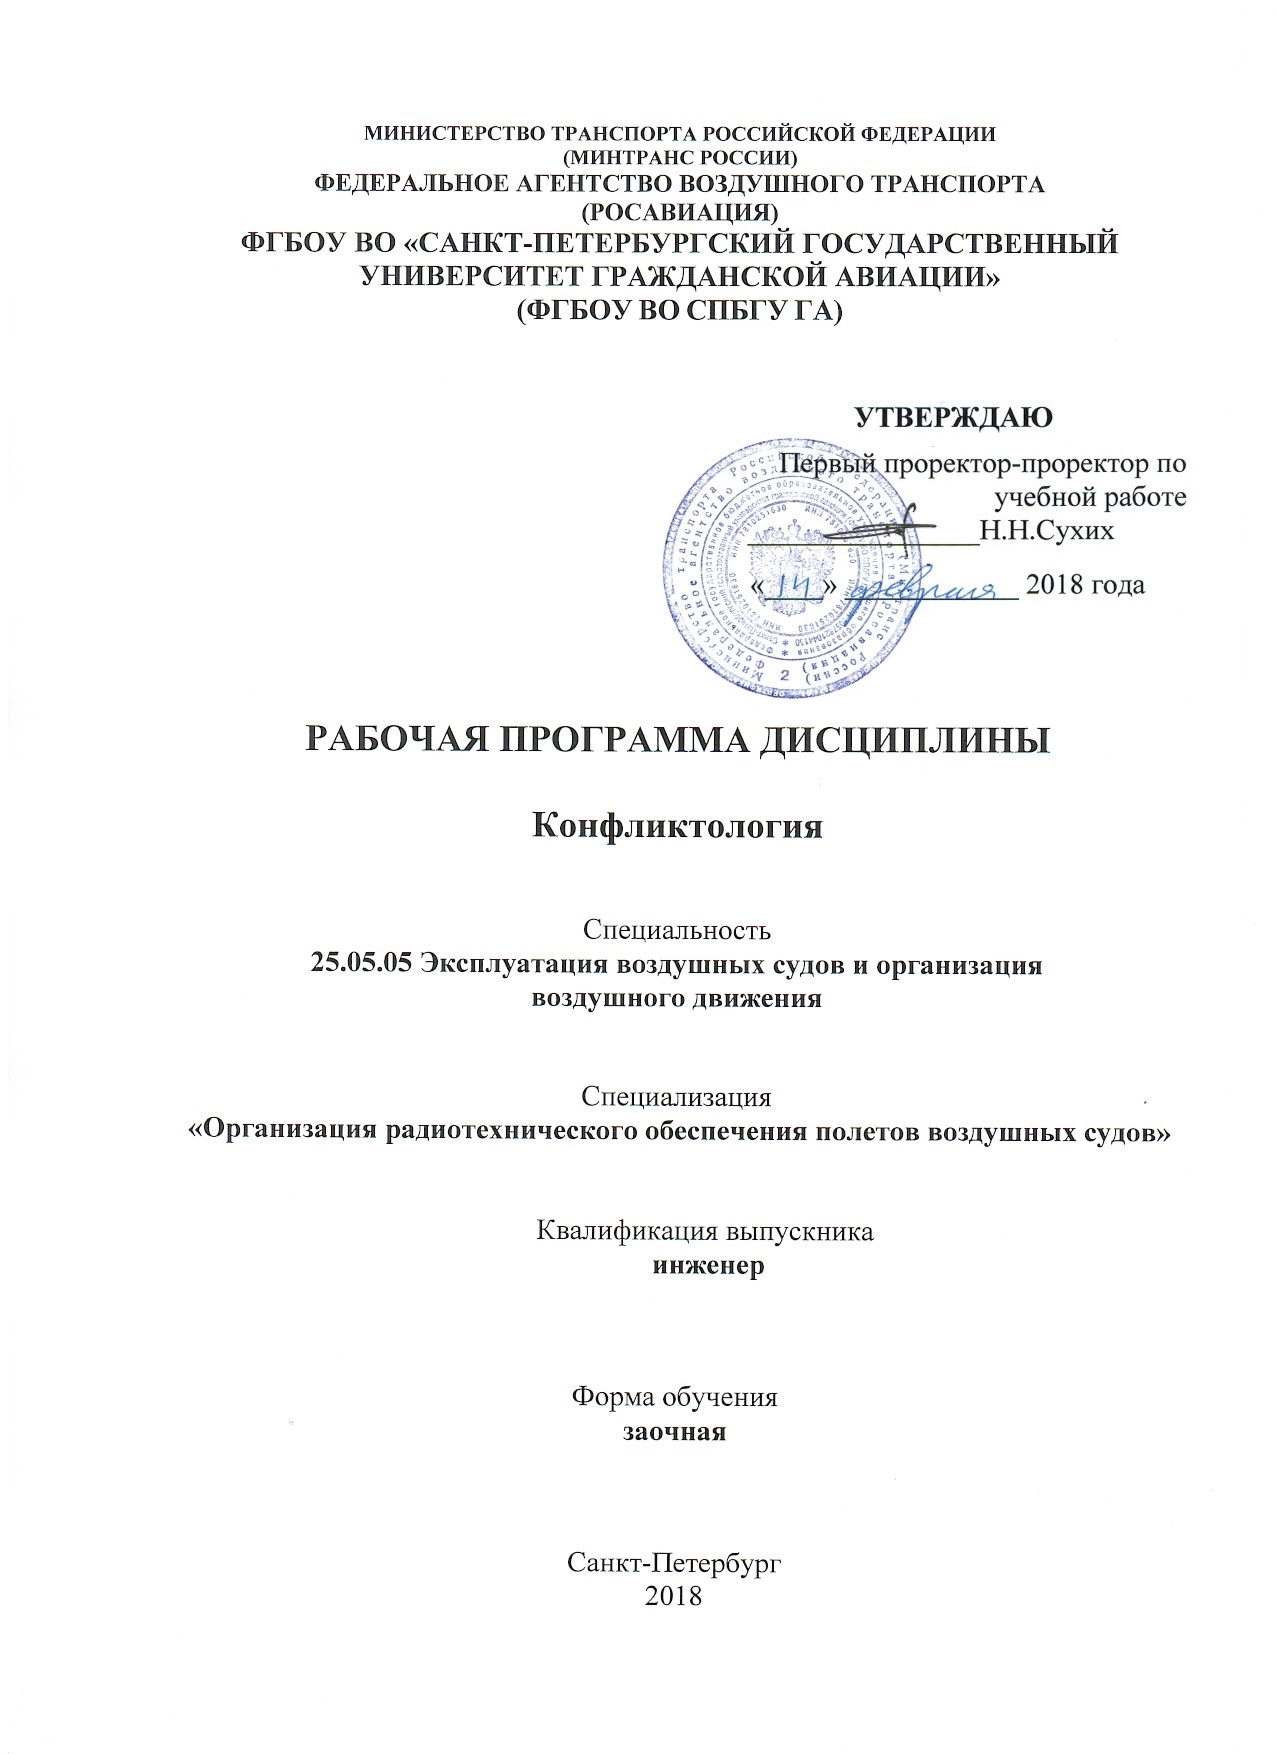 МИНИСТЕРСТВО ТРАНСПОРТА РОССИЙСКОЙ ФЕДЕРАЦИИ
(МИНТРАНС РОССИИ)
ФЕДЕРАЛЬНОЕ АГЕНТСТВО ВОЗДУШНОГО ТРАНСПОРТА
(РОСАВИАЦИЯ)
ФГБОУ ВО «САНКТ-ПЕТЕРБУРГСКИЙ ГОСУДАРСТВЕННЫЙ
УНИВЕРСИТЕТ ГРАЖДАНСКОЙ АВИАЦИИ»
(ФГБОУ ВО СПБГУ ГА)
УТВЕРЖДАЮ
Первый проректор-проректор по
учебной работе
Н.Н.Сухих
«14» февраля 2018 года
РАБОЧАЯ ПРОГРАММА ДИСЦИПЛИНЫ
Конфликтология
Специальность
25.05.05 Эксплуатация воздушных судов и организация
воздушного движения
Специализация
«Организация радиотехнического обеспечения полетов воздушных судов»
Квалификация выпускника
инженер
Форма обучения
заочная
Санкт-Петербург
2018